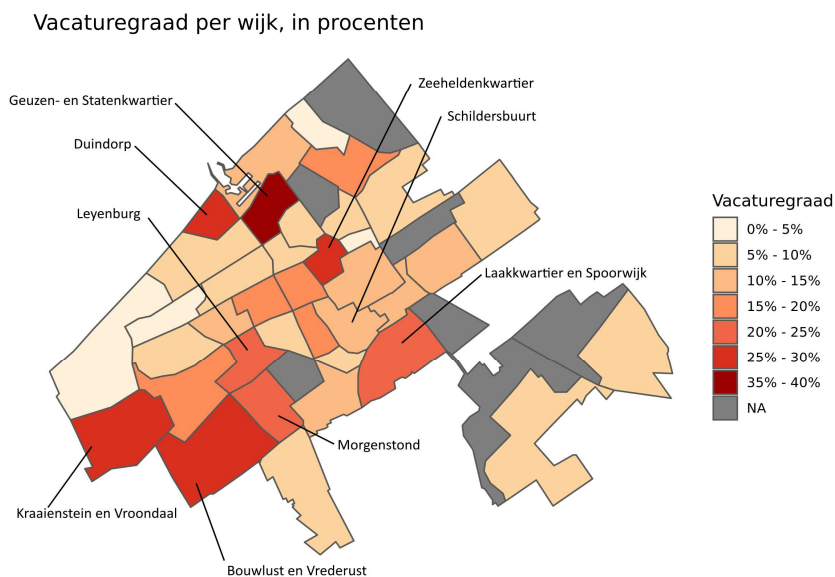 Vacaturegraad per wijk, in procenten
Zeeheldenkwartier
Geuzen- en Statenkwartier
Schildersbuurt
Duindorp
Leyenburg
Laakkwartier en Spoorwijk
Morgenstond
Kraaienstein en Vroondaal
Bouwlust en Vrederust
Vacaturegraad
0% - 5%
5% - 10%
10% - 15%
15% - 20%
20% - 25%
25% - 30%
35% - 40%
NA